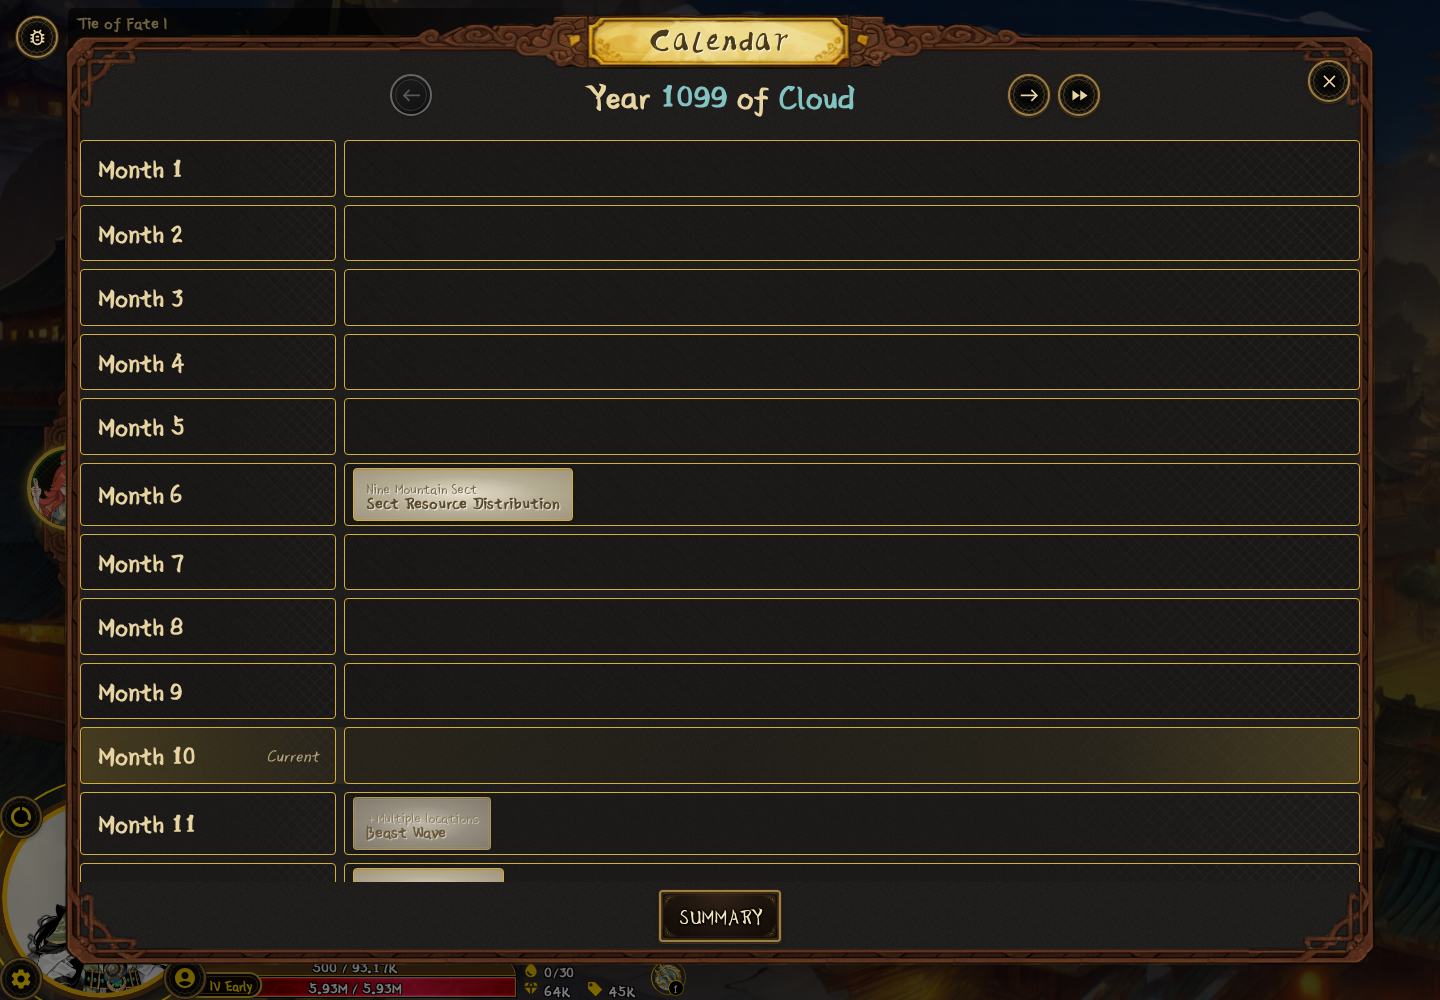 Tie of Fate 1
Calendar
Year 1099 of Cloud
Month 1
Month 2
Month 3
Month 4
Month 5
Month 6
Nine Mountain Sect
Sect Resource Distribution
Month 7
Month 8
Month 9
Month 10
Current
Month 11
+Multiple locations
Beast Wave
SUMMARY
500 / 93.17K
0/30
IV Early
5.93M / 5.93M
64K
45K
f